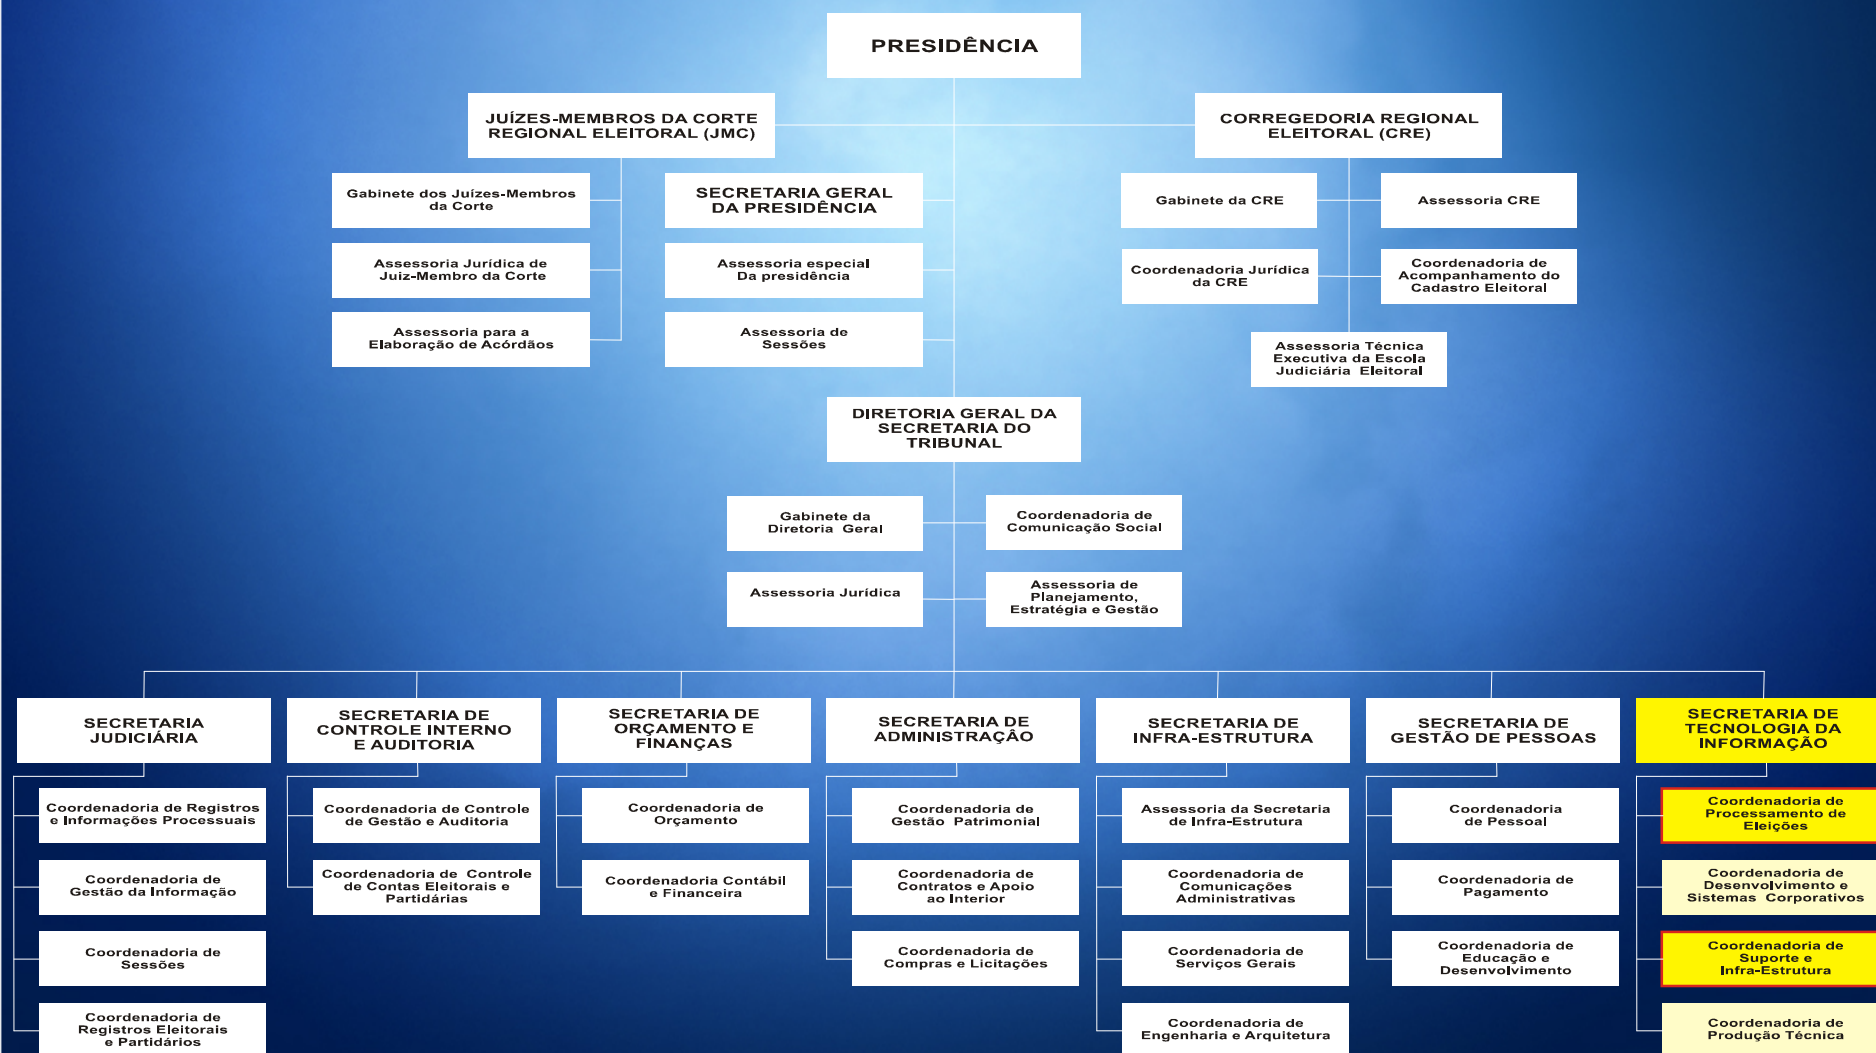 PRESIDÊNCIA
JUÍZES-MEMBROS DA CORTE
REGIONAL ELEITORAL (JMC)
CORREGEDORIA REGIONAL
ELEITORAL (CRE)
Gabinete dos Juízes-Membros
da Corte
SECRETARIA GERAL
DA PRESIDÊNCIA
Gabinete da CRE
Assessoria CRE
Assessoria Jurídica de
Juiz-Membro da Corte
Assessoria especial
Da presidência
Coordenadoria Jurídica
da CRE
Coordenadoria de
Acompanhamento do
Cadastro Eleitoral
Assessoria para a
Elaboração de Acórdãos
Assessoria de
Sessões
Assessoria Técnica
Executiva da Escola
Judiciária Eleitoral
DIRETORIA GERAL DA
SECRETARIA DO
TRIBUNAL
Gabinete da
Diretoria Geral
Coordenadoria de
Comunicação Social
Assessoria Jurídica
Assessoria de
Planejamento,
Estratégia e Gestão
SECRETARIA
JUDICIÁRIA
SECRETARIA DE
CONTROLE INTERNO
E AUDITORIA
SECRETARIA DE
ORÇAMENTO E
FINANÇAS
SECRETARIA DE
ADMINISTRAÇÂO
SECRETARIA DE
INFRA-ESTRUTURA
SECRETARIA DE
GESTÃO DE PESSOAS
SECRETARIA DE
TECNOLOGIA DA
INFORMAÇÃO
Coordenadoria de Registros
e Informações Processuais
Coordenadoria de Controle
de Gestão e Auditoria
Coordenadoria de
Orçamento
Coordenadoria de
Gestão Patrimonial
Assessoria da Secretaria
de Infra-Estrutura
Coordenadoria
de Pessoal
Coordenadoria de
Processamento de
Eleições
Coordenadoria de
Gestão da Informação
Coordenadoria de Controle
de Contas Eleitorais e
Partidárias
Coordenadoria Contábil
e Financeira
Coordenadoria de
Contratos e Apoio
ao Interior
Coordenadoria de
Comunicações
Administrativas
Coordenadoria de
Pagamento
Coordenadoria de
Desenvolvimento e
Sistemas Corporativos
Coordenadoria de
Sessões
Coordenadoria de
Compras e Licitações
Coordenadoria de
Serviços Gerais
Coordenadoria de
Educação e
Desenvolvimento
Coordenadoria de
Suporte e
Infra-Estrutura
Coordenadoria de
Registros Eleitorais
e Partidários
Coordenadoria de
Engenharia e Arquitetura
Coordenadoria de
Produção Técnica